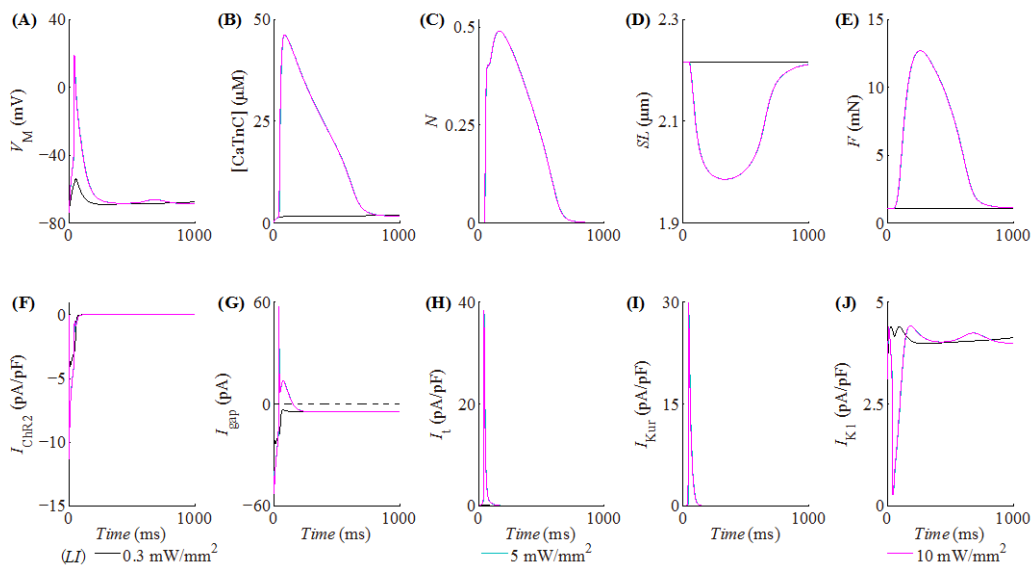 (A) (B) (C) (D) (E)
V_M (mV)
40
0
−40
−80
0 1000
[CaTnC] (μM)
50
25
0
0 1000
N
0.5
0.25
0
0 1000
SL (μm)
2.3
2.1
1.9
0 1000
F (mN)
15
10
5
0
0 1000
(F) (G) (H) (I) (J)
I_ChR2 (pA/pF)
0
−5
−10
−15
0 1000
Time (ms)
I_gap (pA)
60
0
−60
0 1000
Time (ms)
I_t (pA/pF)
40
20
0
0 1000
Time (ms)
I_Kur (pA/pF)
30
15
0
0 1000
Time (ms)
I_K1 (pA/pF)
5
2.5
0
0 1000
Time (ms)
(LI) 0.3 mW/mm² 5 mW/mm² 10 mW/mm²